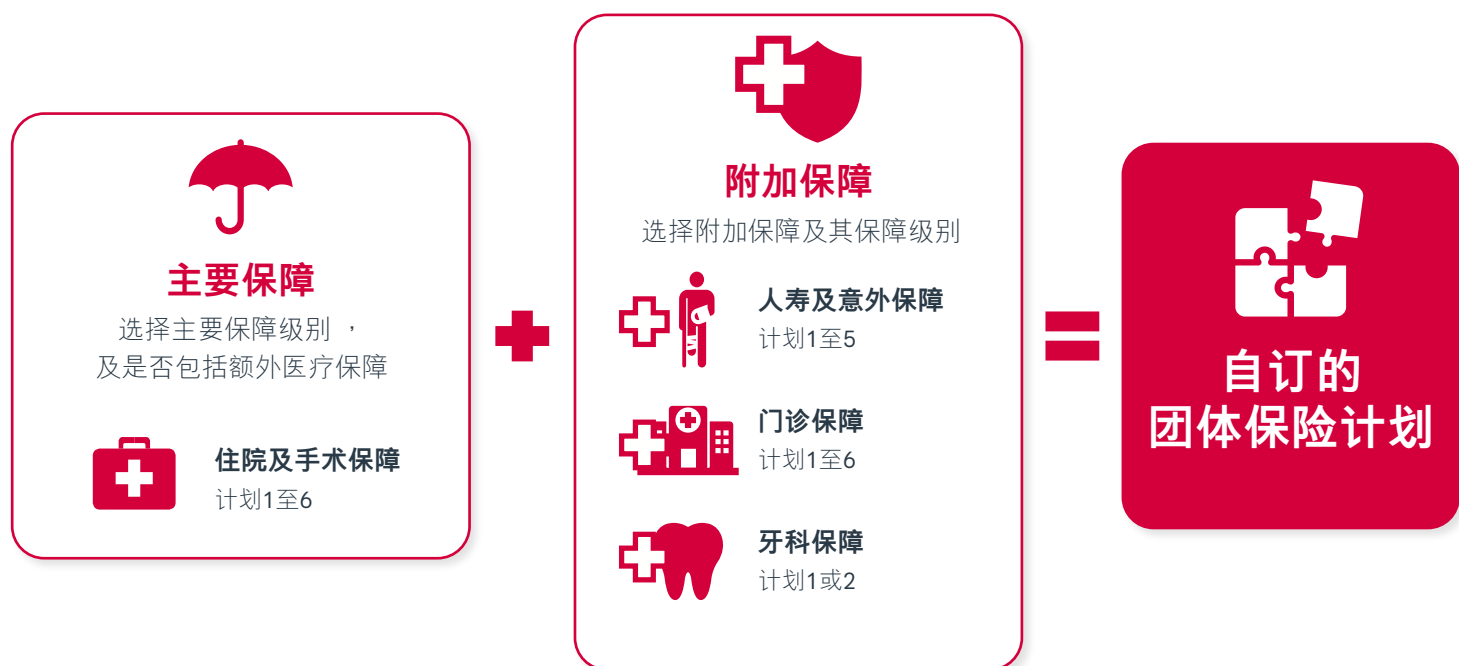 主要保障
选择主要保障级别 ，
及是否包括额外医疗保障
住院及手术保障
计划1至6
附加保障
选择附加保障及其保障级别
人寿及意外保障
计划1至5
门诊保障
计划1至6
牙科保障
计划1或2
自订的
团体保险计划